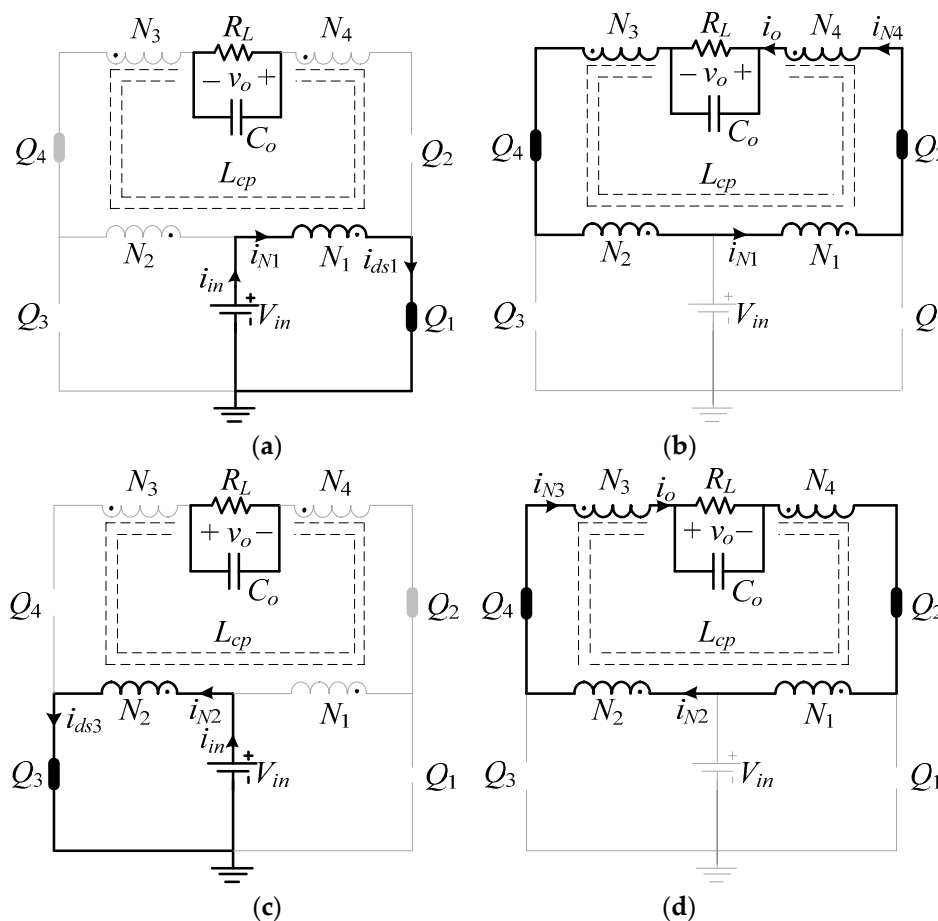 N3 RL N4
− vo +
Co
Q4 Q2
Lcp
N2 iN1 N1 ids1
iin
+
Vin
-
Q3 Q1
(a)
N3 RL io N4 iN4
− vo +
Co
Q4 Q2
Lcp
N2 iN1 N1
+
Vin
-
Q3 Q
(b)
N3 RL N4
+ vo −
Co
Q4 Q2
Lcp
ids3 N2 iN2 N1
iin
+
Vin
-
Q3 Q1
(c)
iN3 N3 io RL N4
+ vo −
Co
Q4 Q2
Lcp
N2 iN2 N1
+
Vin
-
Q3 Q1
(d)